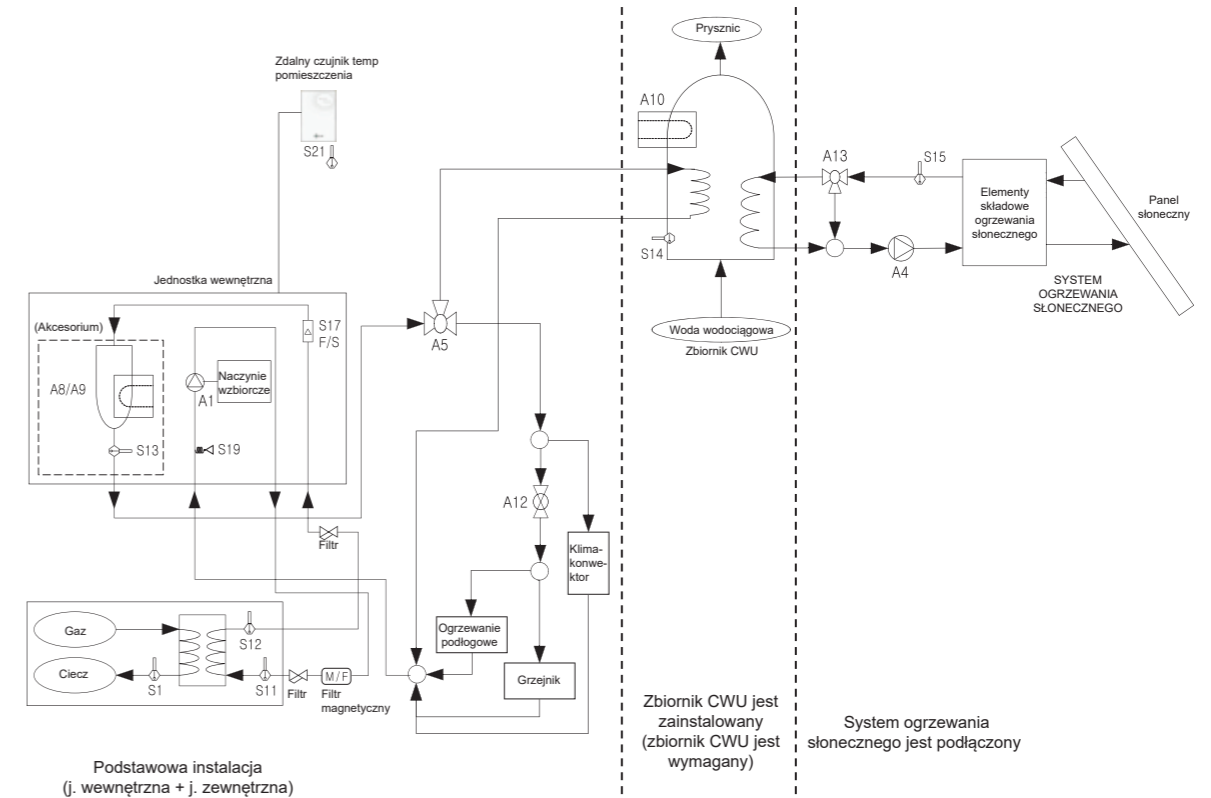 Prysznic
Zdalny czujnik temp
pomieszczenia
S21
A10
S14
Woda wodociągowa
Zbiornik CWU
A13
S15
A4
Elementy
składowe
ogrzewania
słonecznego
Panel
słoneczny
SYSTEM
OGRZEWANIA
SŁONECZNEGO
Jednostka wewnętrzna
(Akcesorium)
A8/A9
S13
A1
Naczynie
wzbiorcze
S19
S17
F/S
A5
A12
Klima-
konwe-
ktor
Filtr
Ogrzewanie
podłogowe
Grzejnik
Gaz
Ciecz
S1
S12
S11
Filtr
M/F
Filtr
magnetyczny
Podstawowa instalacja
(j. wewnętrzna + j. zewnętrzna)
Zbiornik CWU jest
zainstalowany
(zbiornik CWU jest
wymagany)
System ogrzewania
słonecznego jest podłączony